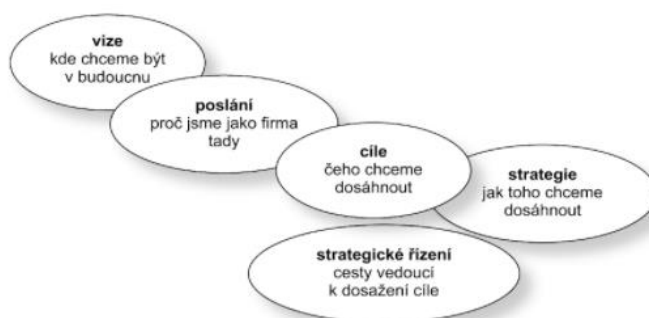 vize
kde chceme být
v budoucnu
poslání
proč jsme jako firma
tady
cíle
čeho chceme
dosáhnout
strategie
jak toho chceme
dosáhnout
strategické řízení
cesty vedoucí
k dosažení cíle